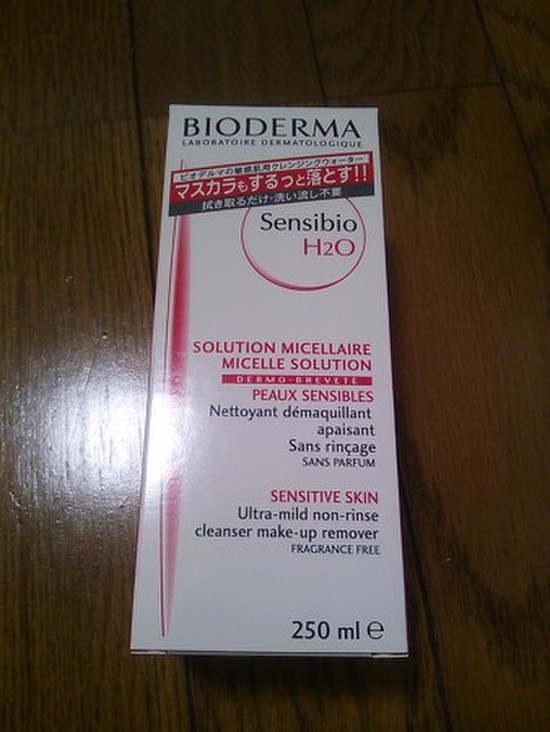 BIODERMA
LABORATOIRE DERMATOLOGIQUE
ビオデルマの敏感肌用クレンジングウォーター
マスカラもするっと落とす!!
拭き取るだけ・洗い流し不要
Sensibio
H2O
SOLUTION MICELLAIRE
MICELLE SOLUTION
DERMO-BREVETE
PEAUX SENSIBLES
Nettoyant démaquillant
apaisant
Sans rinçage
SANS PARFUM
SENSITIVE SKIN
Ultra-mild non-rinse
cleanser make-up remover
FRAGRANCE FREE
250 ml ℮